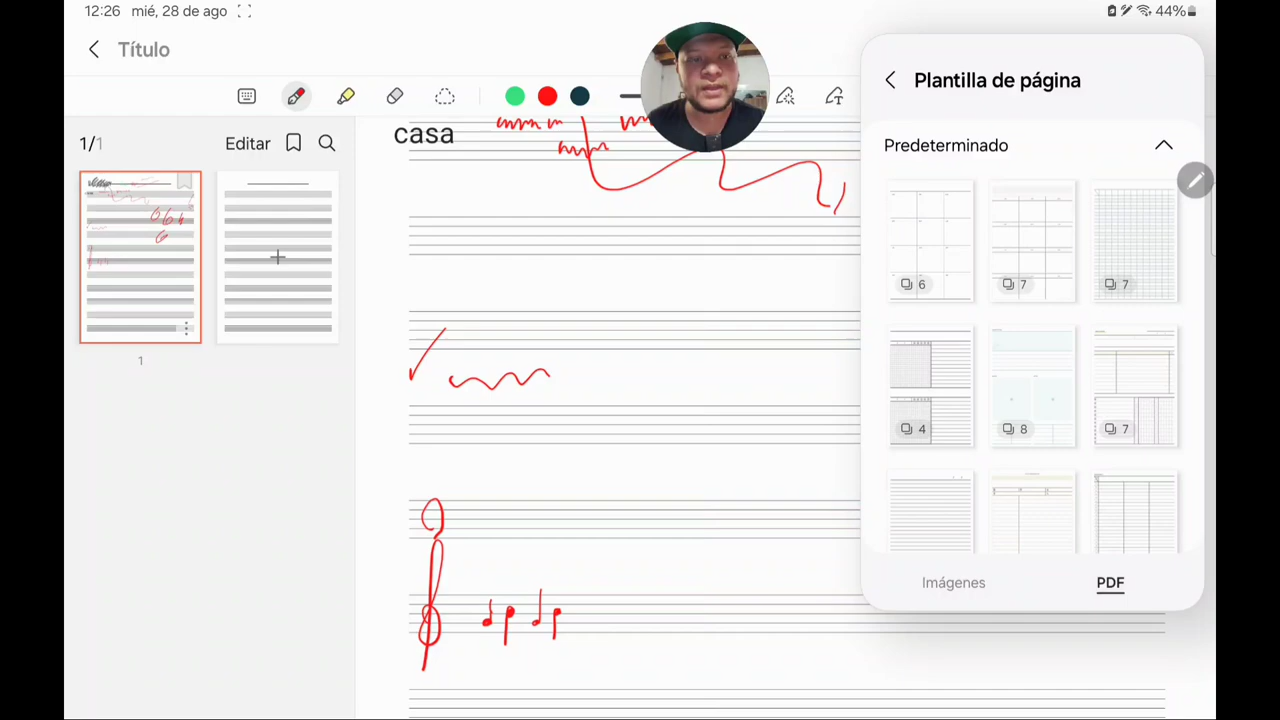 12:26 mié, 28 de ago 44%
Título
Plantilla de página
1/1 Editar
casa
Predeterminado
6 7 7
4 8 7
1
Imágenes PDF